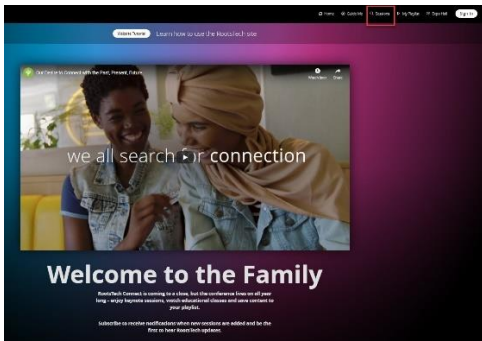 Home Guide Me Sessions My Playlist Expo Hall Sign In
Learn how to use the RootsTech site
Our Desire to Connect with the Past, Present, Future
Watch later Share
we all search for connection
Welcome to the Family
RootsTech Connect is coming to a close, but the conference lives on all year
long - enjoy keynote sessions, watch educational classes and save content to
your playlist.
Subscribe to receive notifications when new sessions are added and be the
first to hear RootsTech updates.